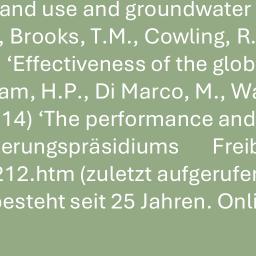 and use and groundwater
, Brooks, T.M., Cowling, R.
‘Effectiveness of the glob
am, H.P., Di Marco, M., Wa
14) ‘The performance and
erungspräsidiums Freib
212.htm (zuletzt aufgerufen
besteht seit 25 Jahren. Onli